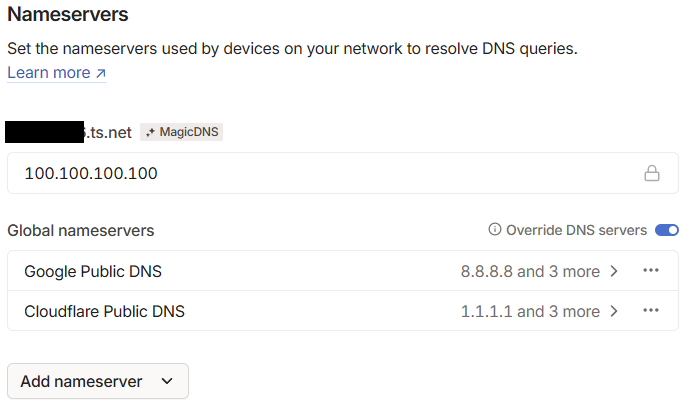 Nameservers
Set the nameservers used by devices on your network to resolve DNS queries.
Learn more ↗
.ts.net MagicDNS
100.100.100.100
Global nameservers Override DNS servers
Google Public DNS 8.8.8.8 and 3 more
Cloudflare Public DNS 1.1.1.1 and 3 more
Add nameserver